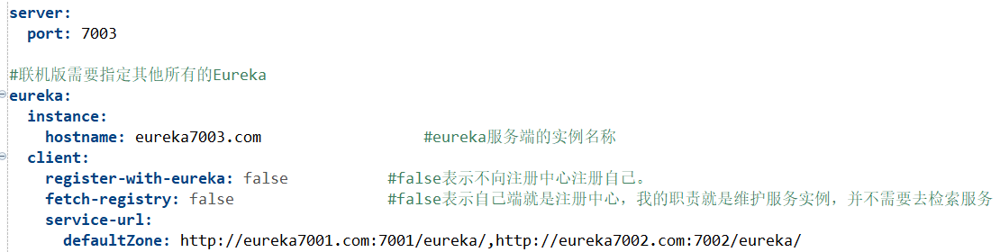 server:
  port: 7003

#联机版需要指定其他所有的Eureka
eureka:
  instance:
    hostname: eureka7003.com                  #eureka服务端的实例名称
  client:
    register-with-eureka: false           #false表示不向注册中心注册自己。
    fetch-registry: false                 #false表示自己端就是注册中心，我的职责就是维护服务实例，并不需要去检索服务
    service-url:
      defaultZone: http://eureka7001.com:7001/eureka/,http://eureka7002.com:7002/eureka/